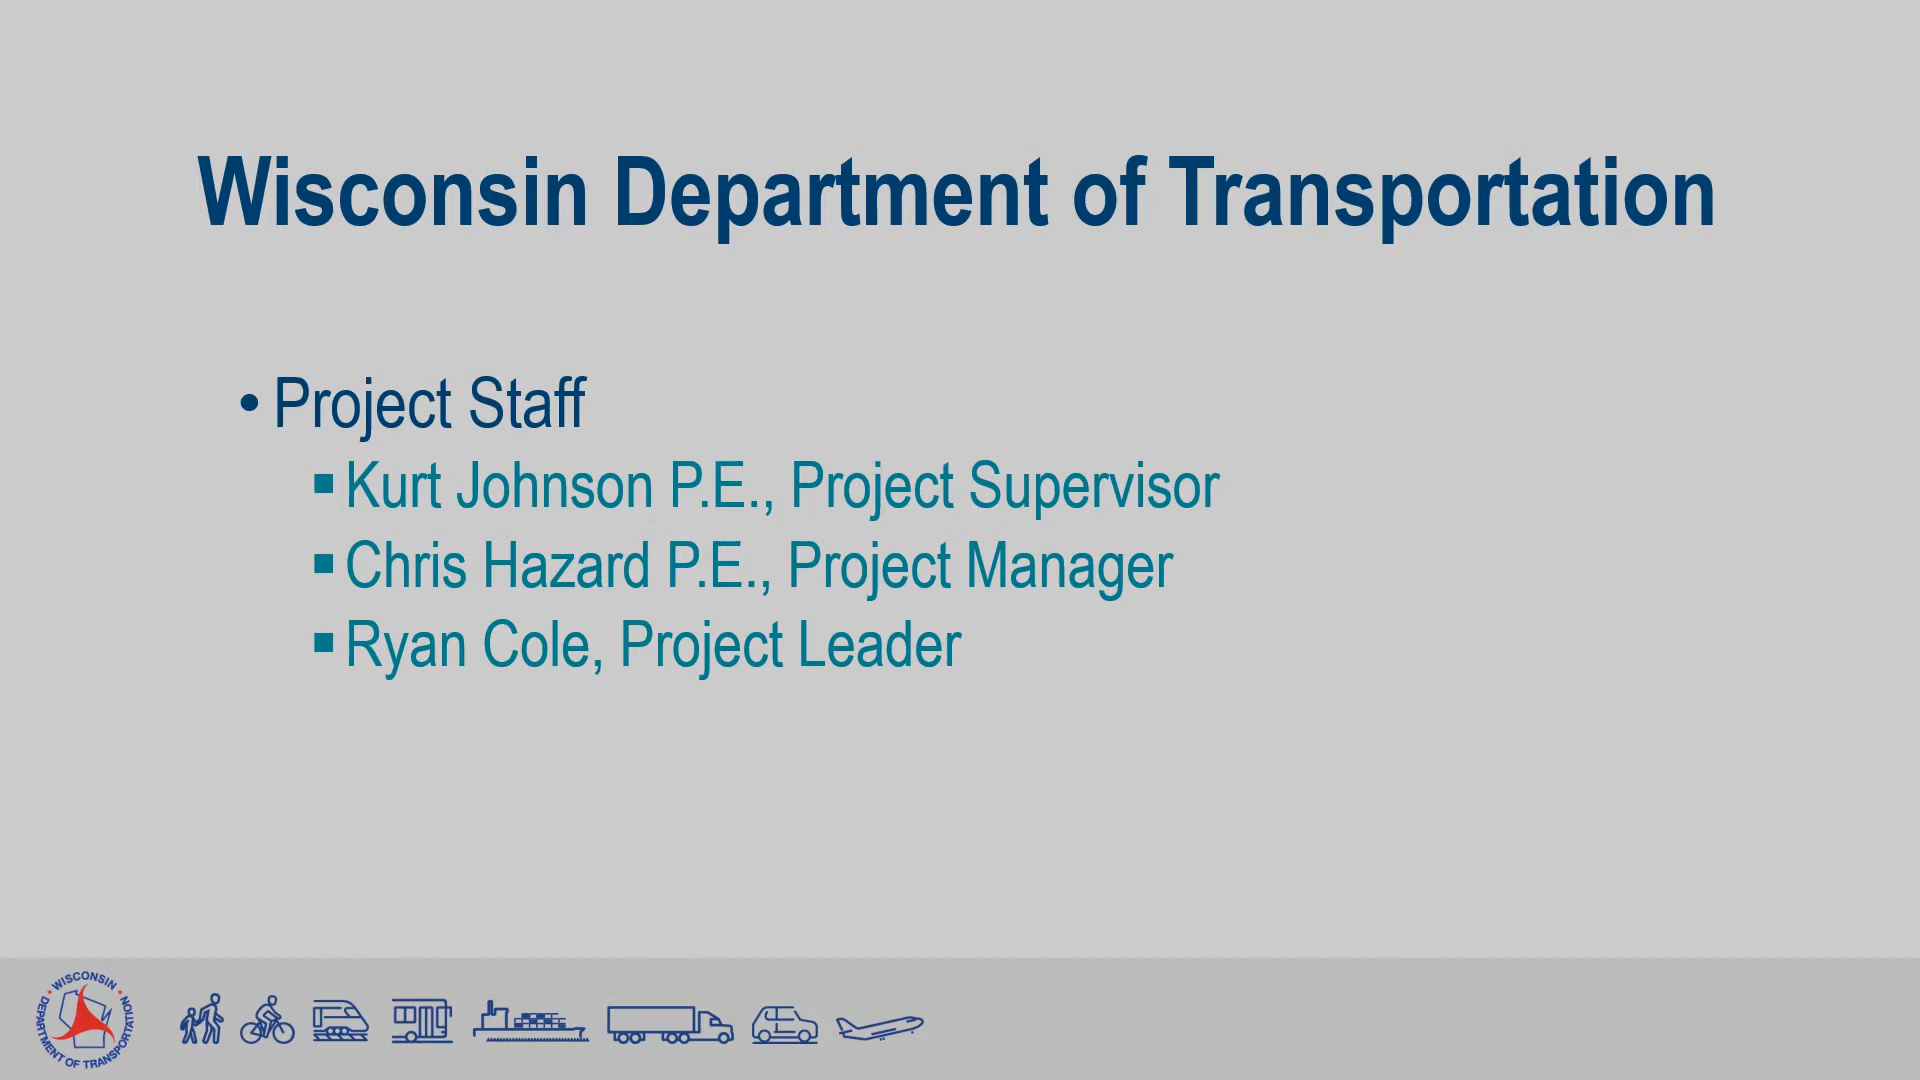 Wisconsin Department of Transportation
• Project Staff
▪ Kurt Johnson P.E., Project Supervisor
▪ Chris Hazard P.E., Project Manager
▪ Ryan Cole, Project Leader
WISCONSIN
DEPARTMENT OF TRANSPORTATION